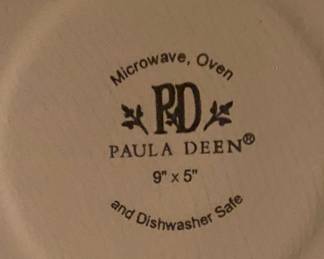 Microwave, Oven
PD
PAULA DEEN®
9" x 5"
and Dishwasher Safe